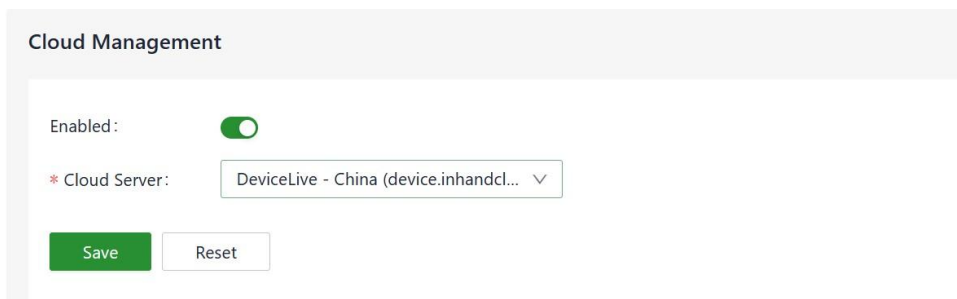 Cloud Management
Enabled:
* Cloud Server: DeviceLive - China (device.inhandcl...
Save Reset